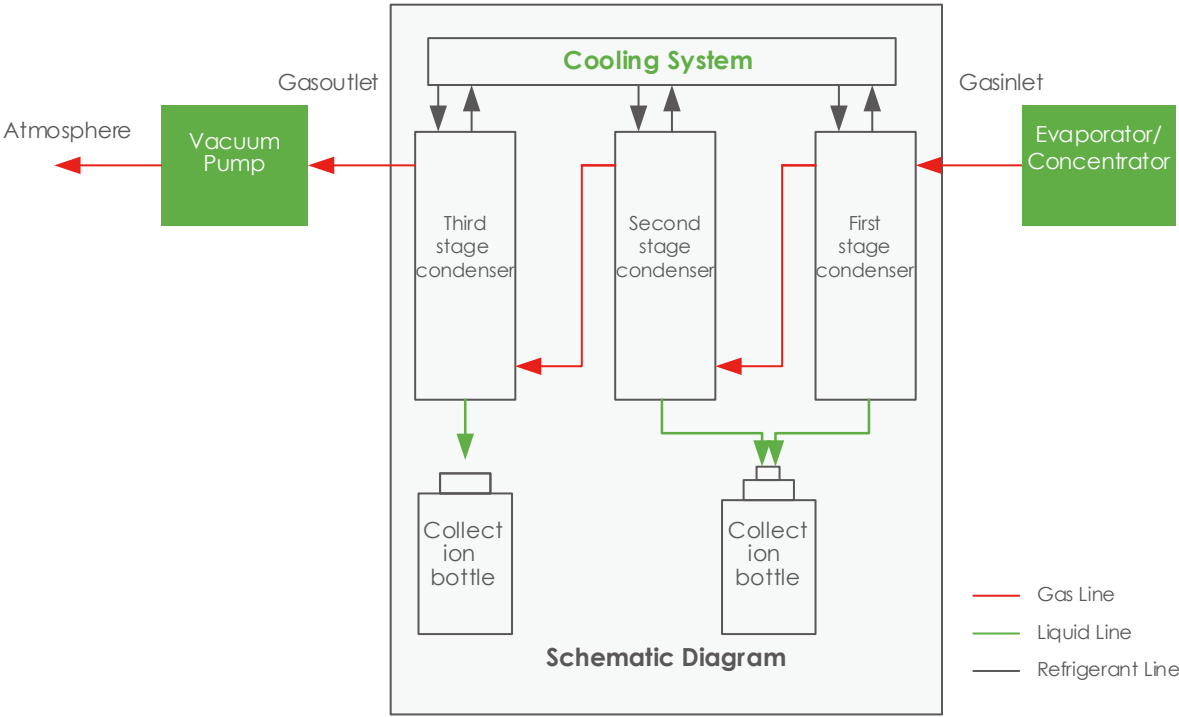 Cooling System
Gasoutlet
Gasinlet
Atmosphere
Vacuum
Pump
Evaporator/
Concentrator
Third
stage
condenser
Second
stage
condenser
First
stage
condenser
Collect
ion
bottle
Collect
ion
bottle
Gas Line
Liquid Line
Refrigerant Line
Schematic Diagram